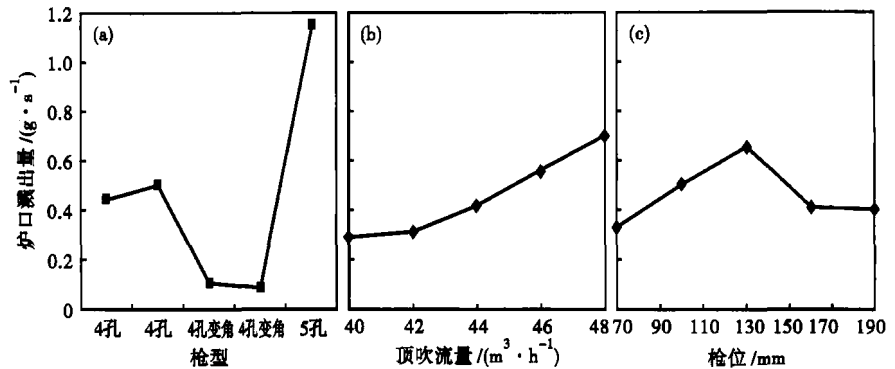 炉口溅出量/(g·s⁻¹)
1.2
1.0
0.8
0.6
0.4
0.2
0
(a)
4孔 4孔 4孔变角 4孔变角 5孔
枪型
(b)
40 42 44 46 48
顶吹流量/(m³·h⁻¹)
(c)
70 90 110 130 150 170 190
枪位/mm